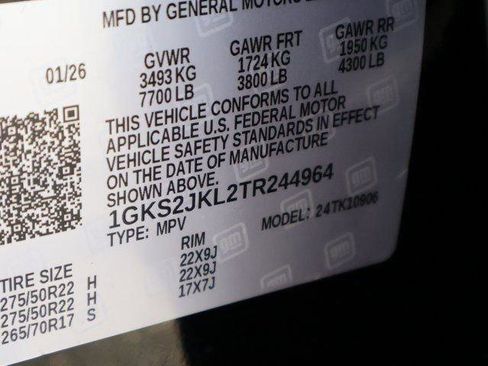 MFD BY GENERAL MOTORS
01/26
GVWR
3493 KG
7700 LB
GAWR FRT
1724 KG
3800 LB
GAWR RR
1950 KG
4300 LB
THIS VEHICLE CONFORMS TO ALL
APPLICABLE U.S. FEDERAL MOTOR
VEHICLE SAFETY STANDARDS IN EFFECT
ON THE DATE OF MANUFACTURE
SHOWN ABOVE.
1GKS2JKL2TR244964
TYPE: MPV
MODEL: 24TK10906
TIRE SIZE
275/50R22 H
275/50R22 H
265/70R17 S
RIM
22X9J
22X9J
17X7J